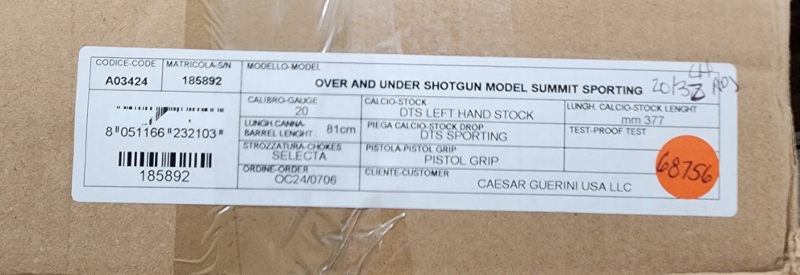 CODICE-CODE
A03424
MATRICOLA-S/N
185892
MODELLO-MODEL
OVER AND UNDER SHOTGUN MODEL SUMMIT SPORTING
LH
20/32
8 051166 232103
185892
CALIBRO-GAUGE
20
CALCIO-STOCK
DTS LEFT HAND STOCK
LUNGH. CALCIO-STOCK LENGHT
mm 377
LUNGH.CANNA-
BARREL LENGHT 81cm
PIEGA CALCIO-STOCK DROP
DTS SPORTING
TEST-PROOF TEST
STROZZATURA-CHOKES
SELECTA
PISTOLA-PISTOL GRIP
PISTOL GRIP
ORDINE-ORDER
OC24/0706
CLIENTE-CUSTOMER
CAESAR GUERINI USA LLC
68756